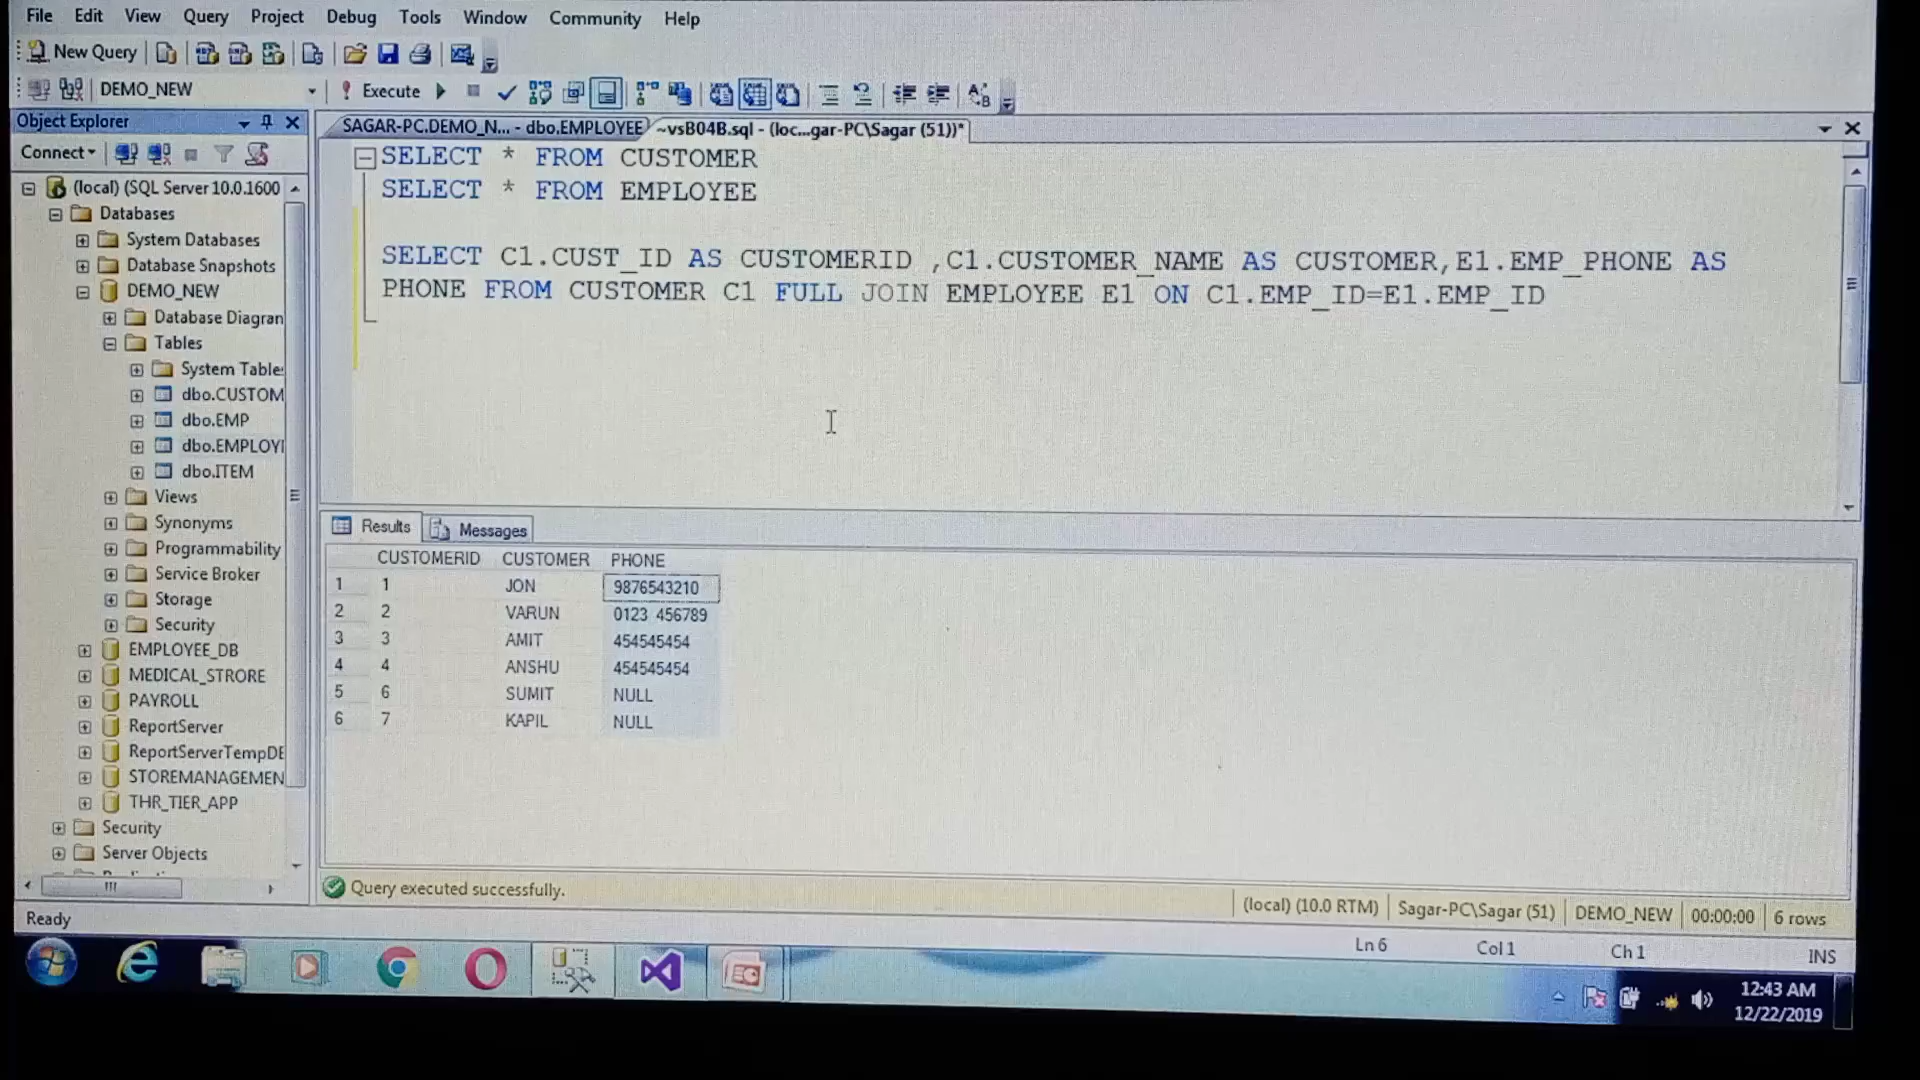 File Edit View Query Project Debug Tools Window Community Help
New Query
DEMO_NEW
Execute
Object Explorer
SAGAR-PC.DEMO_N... - dbo.EMPLOYEE
~vsB04B.sql - (loc...gar-PC\Sagar (51))*
Connect
(local) (SQL Server 10.0.1600
Databases
System Databases
Database Snapshots
DEMO_NEW
Database Diagran
Tables
System Table
dbo.CUSTOM
dbo.EMP
dbo.EMPLOYE
dbo.ITEM
Views
Synonyms
Programmability
Service Broker
Storage
Security
EMPLOYEE_DB
MEDICAL_STRORE
PAYROLL
ReportServer
ReportServerTempDE
STOREMANAGEMEN
THR_TIER_APP
Security
Server Objects
SELECT * FROM CUSTOMER
SELECT * FROM EMPLOYEE
SELECT C1.CUST_ID AS CUSTOMERID ,C1.CUSTOMER_NAME AS CUSTOMER,E1.EMP_PHONE AS
PHONE FROM CUSTOMER C1 FULL JOIN EMPLOYEE E1 ON C1.EMP_ID=E1.EMP_ID
Results Messages
CUSTOMERID CUSTOMER PHONE
1 1 JON 9876543210
2 2 VARUN 0123 456789
3 3 AMIT 454545454
4 4 ANSHU 454545454
5 6 SUMIT NULL
6 7 KAPIL NULL
Query executed successfully.
(local) (10.0 RTM) Sagar-PC\Sagar (51) DEMO_NEW 00:00:00 6 rows
Ready
Ln 6 Col 1 Ch 1 INS
12:43 AM
12/22/2019